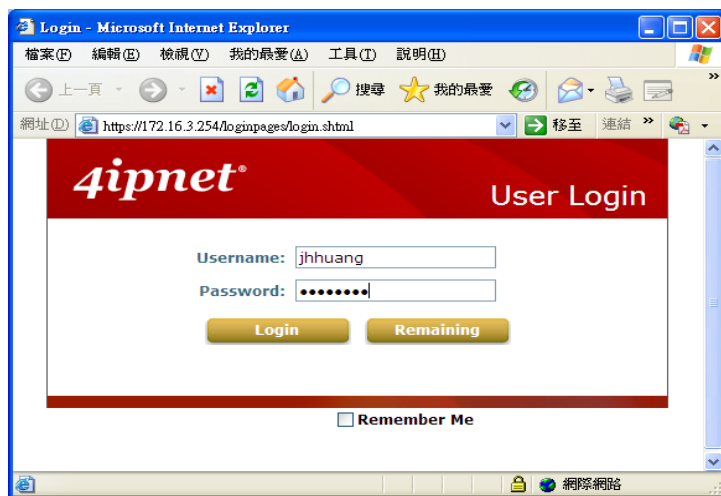 Login - Microsoft Internet Explorer
檔案(F) 編輯(E) 檢視(V) 我的最愛(A) 工具(T) 說明(H)
上一頁 搜尋 我的最愛 »
網址(D) https://172.16.3.254/loginpages/login.shtml 移至 連結 »
4ipnet® User Login
Username: jhhuang
Password: ••••••••
Login Remaining
Remember Me
網際網路